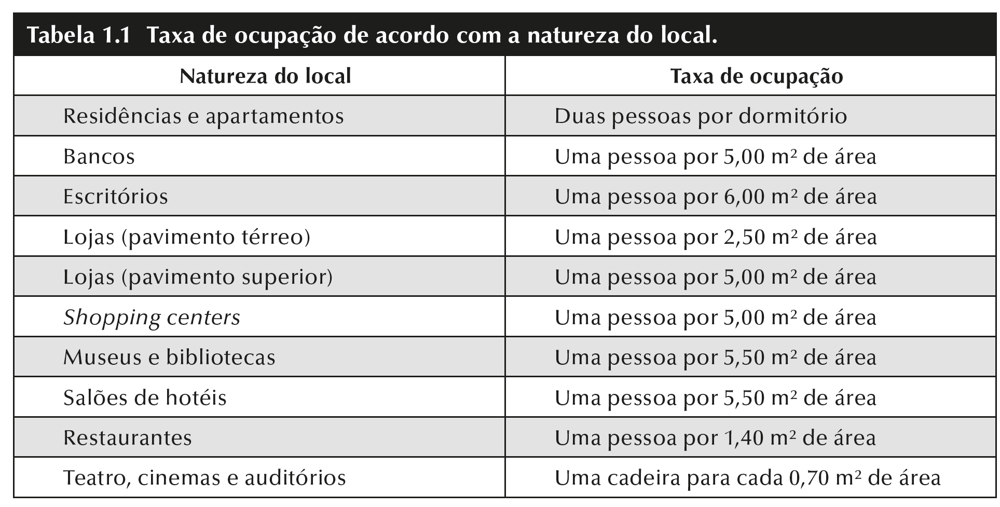 Tabela 1.1 Taxa de ocupação de acordo com a natureza do local.
Natureza do local Taxa de ocupação
Residências e apartamentos Duas pessoas por dormitório
Bancos Uma pessoa por 5,00 m² de área
Escritórios Uma pessoa por 6,00 m² de área
Lojas (pavimento térreo) Uma pessoa por 2,50 m² de área
Lojas (pavimento superior) Uma pessoa por 5,00 m² de área
Shopping centers Uma pessoa por 5,00 m² de área
Museus e bibliotecas Uma pessoa por 5,50 m² de área
Salões de hotéis Uma pessoa por 5,50 m² de área
Restaurantes Uma pessoa por 1,40 m² de área
Teatro, cinemas e auditórios Uma cadeira para cada 0,70 m² de área